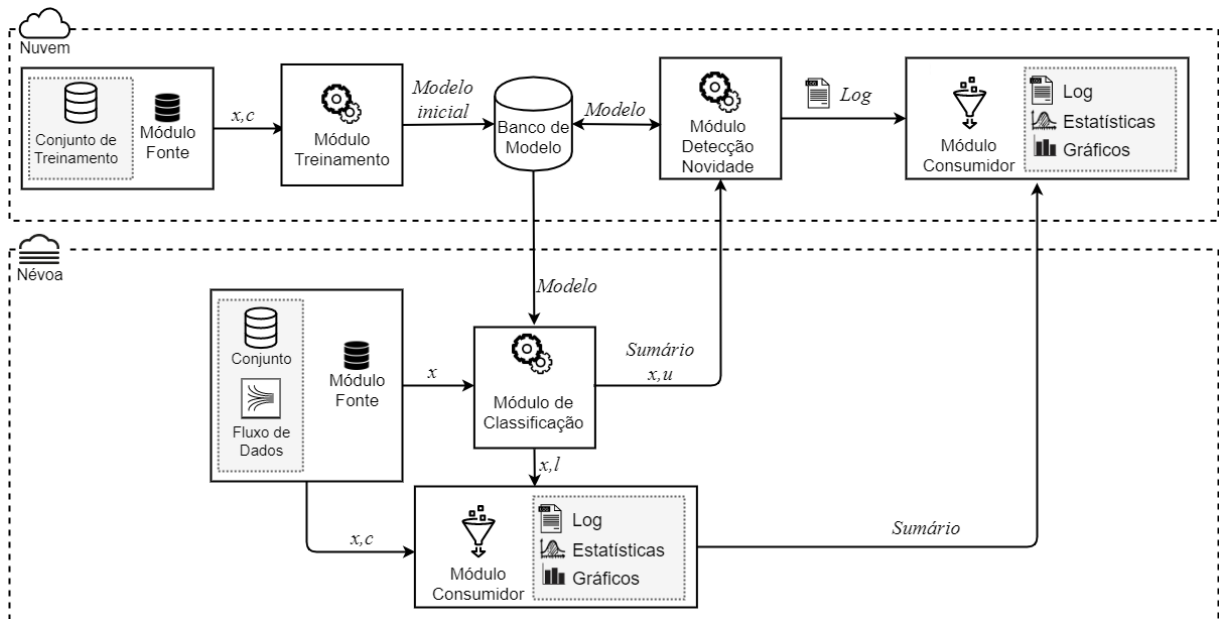 Nuvem
Conjunto de
Treinamento
Módulo
Fonte
x,c
Módulo
Treinamento
Modelo
inicial
Banco de
Modelo
Modelo
Módulo
Detecção
Novidade
Log
Módulo
Consumidor
Log
Estatísticas
Gráficos
Névoa
Conjunto
Fluxo de
Dados
Módulo
Fonte
x
Modelo
Módulo de
Classificação
Sumário
x,u
x,l
x,c
Módulo
Consumidor
Log
Estatísticas
Gráficos
Sumário